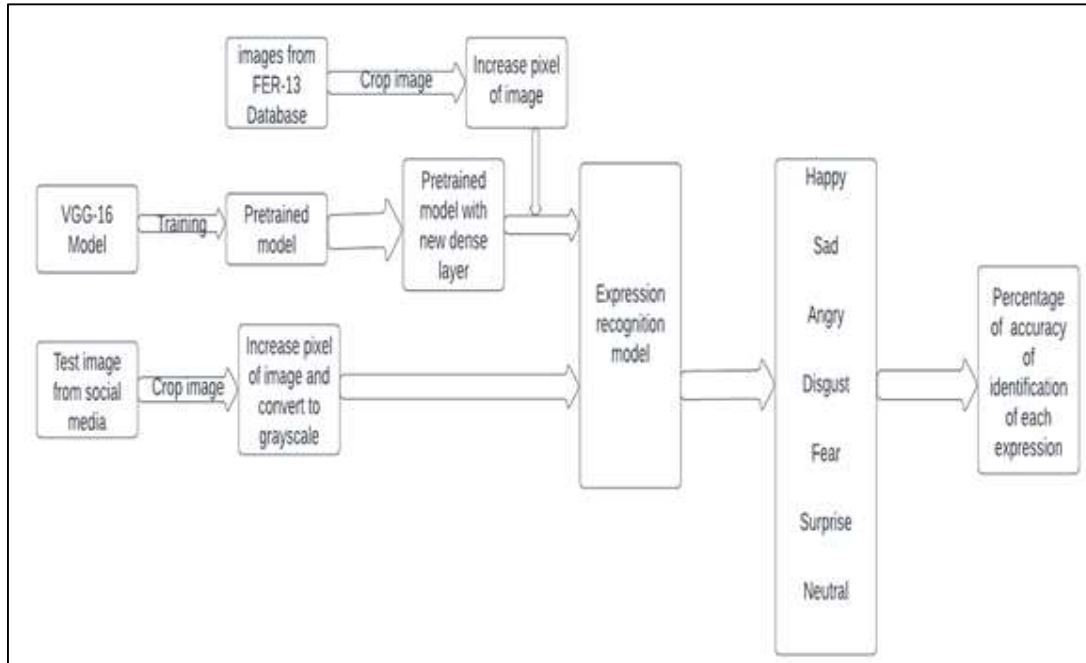 images from
FER-13
Database
Crop image
Increase pixel
of image
VGG-16
Model
Training
Pretrained
model
Pretrained
model with
new dense
layer
Test image
from social
media
Crop image
Increase pixel
of image and
convert to
grayscale
Expression
recognition
model
Happy
Sad
Angry
Disgust
Fear
Surprise
Neutral
Percentage
of accuracy
of
identification
of each
expression